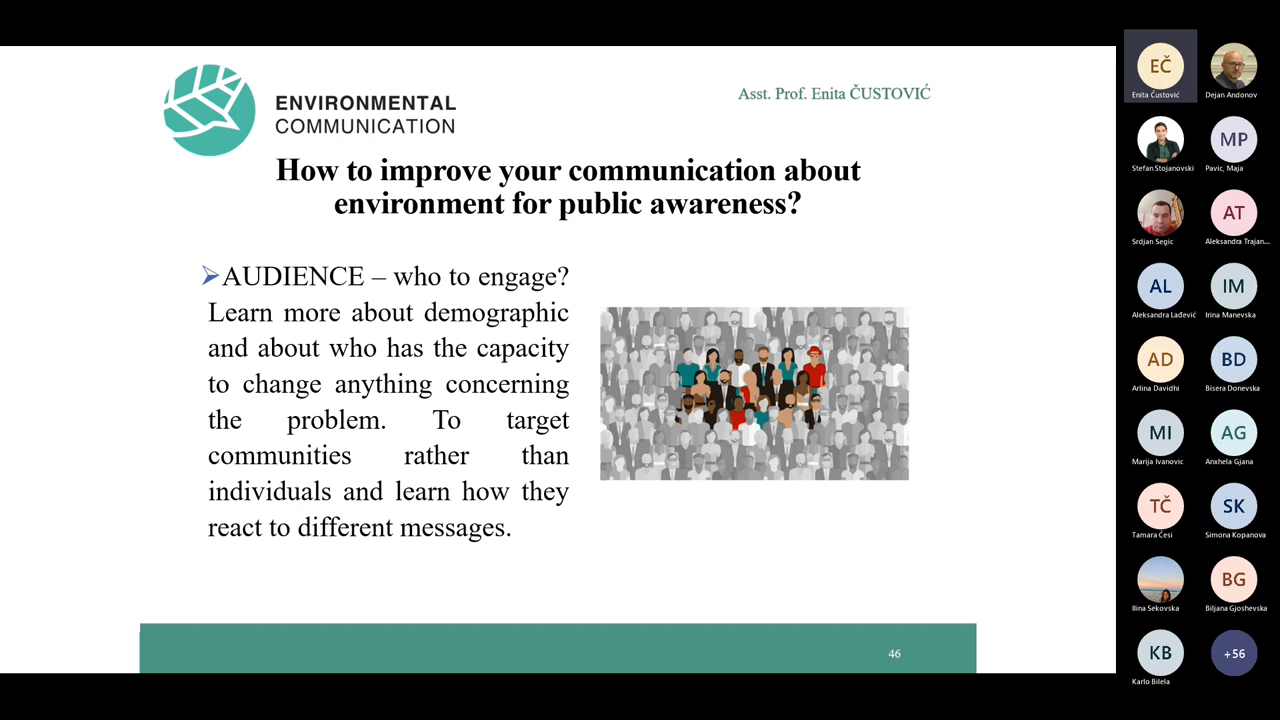 ENVIRONMENTAL
COMMUNICATION
Asst. Prof. Enita ČUSTOVIĆ
How to improve your communication about
environment for public awareness?
AUDIENCE – who to engage?
Learn more about demographic
and about who has the capacity
to change anything concerning
the problem. To target
communities rather than
individuals and learn how they
react to different messages.
46
EČ
Enita Čustović
Dejan Andonov
Stefan Stojanovski
MP
Pavic, Maja
Srdjan Segic
AT
Aleksandra Trajan...
AL
Aleksandra Lađević
IM
Irina Manevska
AD
Arlina Davidhi
BD
Bisera Donevska
MI
Marija Ivanovic
AG
Anxhela Gjana
TČ
Tamara Česi
SK
Simona Kopanova
Ilina Sekovska
BG
Biljana Gjoshevska
KB
Karlo Bilela
+56